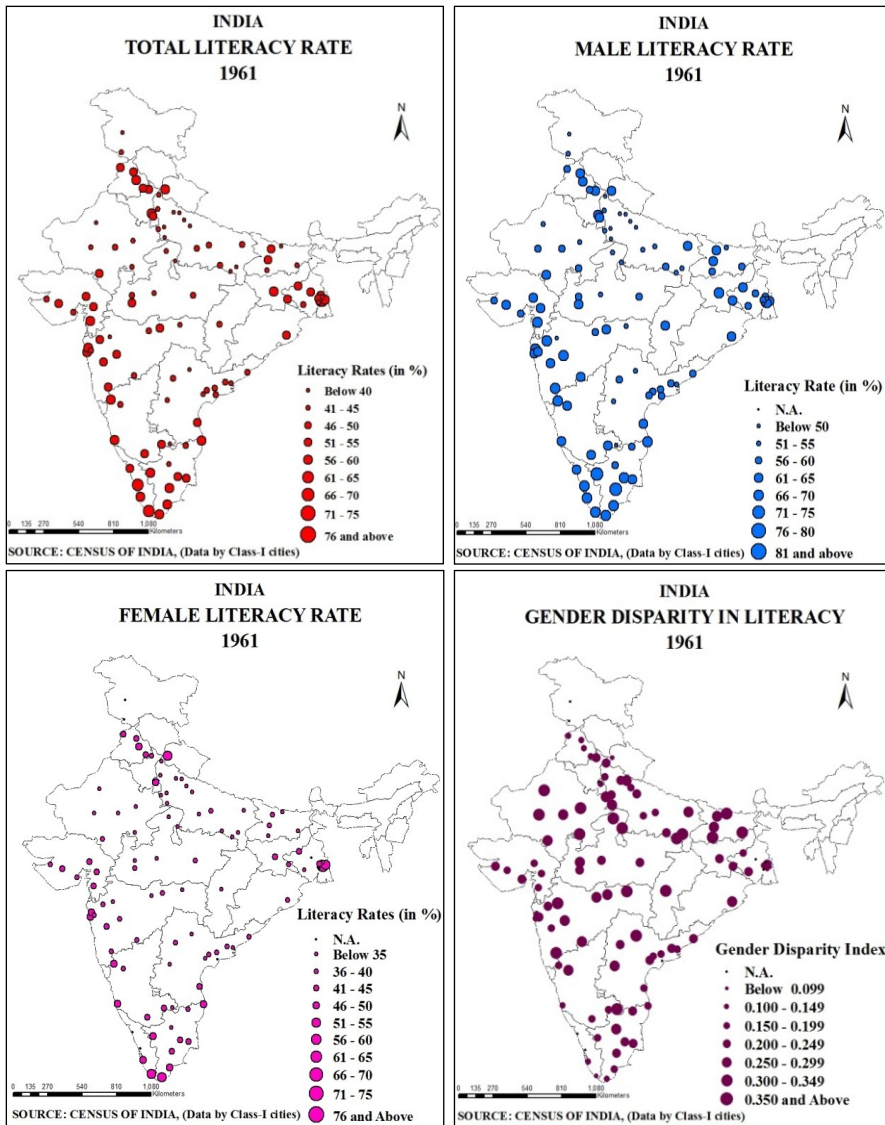 INDIA
TOTAL LITERACY RATE
1961
N
Literacy Rates (in %)
Below 40
41 - 45
46 - 50
51 - 55
56 - 60
61 - 65
66 - 70
71 - 75
76 and above
0 135 270 540 810 1,080
Kilometers
SOURCE: CENSUS OF INDIA, (Data by Class-I cities)
INDIA
MALE LITERACY RATE
1961
N
Literacy Rate (in %)
N.A.
Below 50
51 - 55
56 - 60
61 - 65
66 - 70
71 - 75
76 - 80
81 and above
0 135 270 540 810 1,080
Kilometers
SOURCE: CENSUS OF INDIA, (Data by Class-I cities)
INDIA
FEMALE LITERACY RATE
1961
N
Literacy Rates (in %)
N.A.
Below 35
36 - 40
41 - 45
46 - 50
51 - 55
56 - 60
61 - 65
66 - 70
71 - 75
76 and Above
0 135 270 540 810 1,080
Kilometers
SOURCE: CENSUS OF INDIA, (Data by Class-I cities)
INDIA
GENDER DISPARITY IN LITERACY
1961
N
Gender Disparity Index
N.A.
Below 0.099
0.100 - 0.149
0.150 - 0.199
0.200 - 0.249
0.250 - 0.299
0.300 - 0.349
0.350 and Above
0 135 270 540 810 1,080
Kilometers
SOURCE: CENSUS OF INDIA, (Data by Class-I cities)